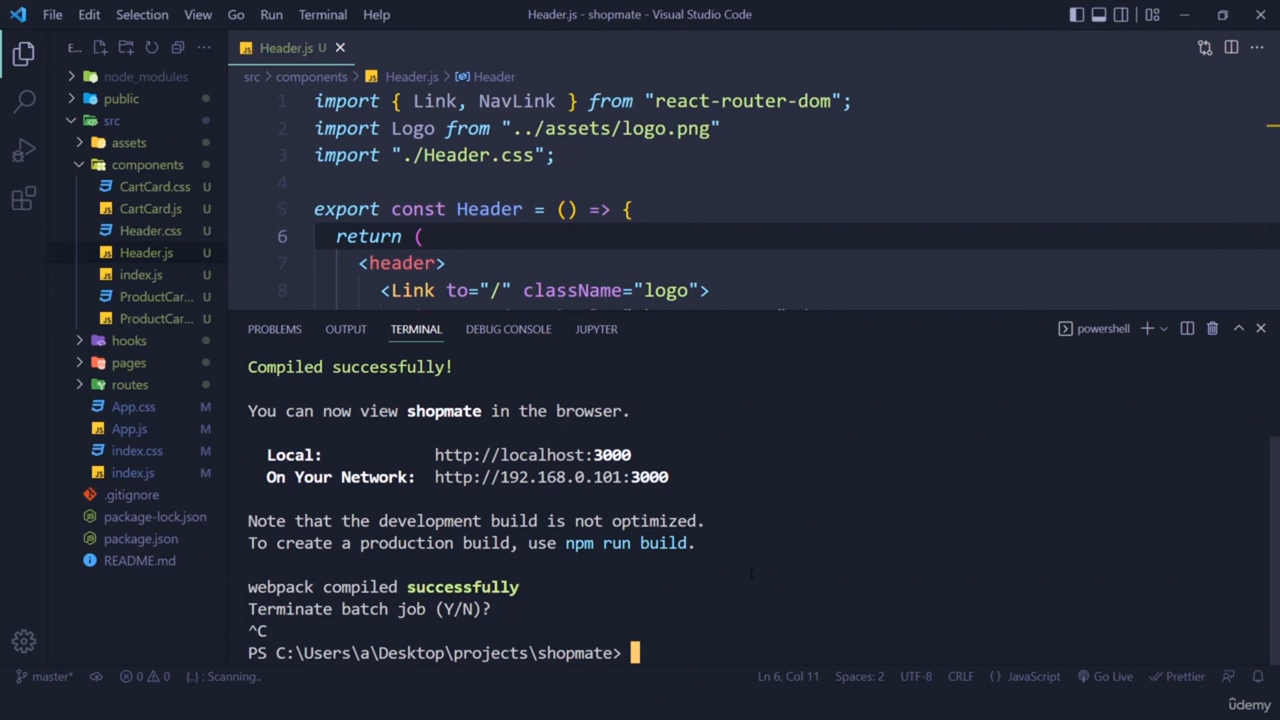 File Edit Selection View Go Run Terminal Help
Header.js - shopmate - Visual Studio Code
E...
node_modules
public
src
assets
components
CartCard.css U
CartCard.js U
Header.css U
Header.js U
index.js U
ProductCar... U
ProductCar... U
hooks
pages
routes
App.css M
App.js M
index.css M
index.js M
.gitignore
package-lock.json
package.json
README.md
Header.js U
src components Header.js Header
1 import { Link, NavLink } from "react-router-dom";
2 import Logo from "../assets/logo.png"
3 import "./Header.css";
4
5 export const Header = () => {
6 return (
7 <header>
8 <Link to="/" className="logo">
PROBLEMS OUTPUT TERMINAL DEBUG CONSOLE JUPYTER
powershell
Compiled successfully!
You can now view shopmate in the browser.
Local: http://localhost:3000
On Your Network: http://192.168.0.101:3000
Note that the development build is not optimized.
To create a production build, use npm run build.
webpack compiled successfully
Terminate batch job (Y/N)?
^C
PS C:\Users\a\Desktop\projects\shopmate>
master* 0 0 {..} : Scanning..
Ln 6, Col 11 Spaces: 2 UTF-8 CRLF {} JavaScript Go Live Prettier
udemy